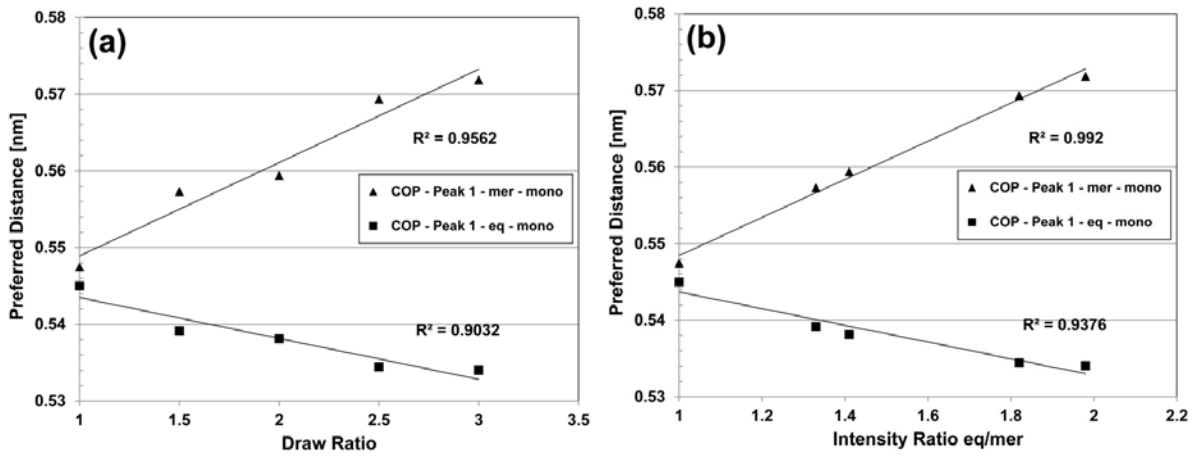 (a)
Preferred Distance [nm]
0.58
0.57
0.56
0.55
0.54
0.53
R² = 0.9562
▲ COP - Peak 1 - mer - mono
■ COP - Peak 1 - eq - mono
R² = 0.9032
1 1.5 2 2.5 3 3.5
Draw Ratio
(b)
Preferred Distance [nm]
0.58
0.57
0.56
0.55
0.54
0.53
R² = 0.992
▲ COP - Peak 1 - mer - mono
■ COP - Peak 1 - eq - mono
R² = 0.9376
1 1.2 1.4 1.6 1.8 2 2.2
Intensity Ratio eq/mer